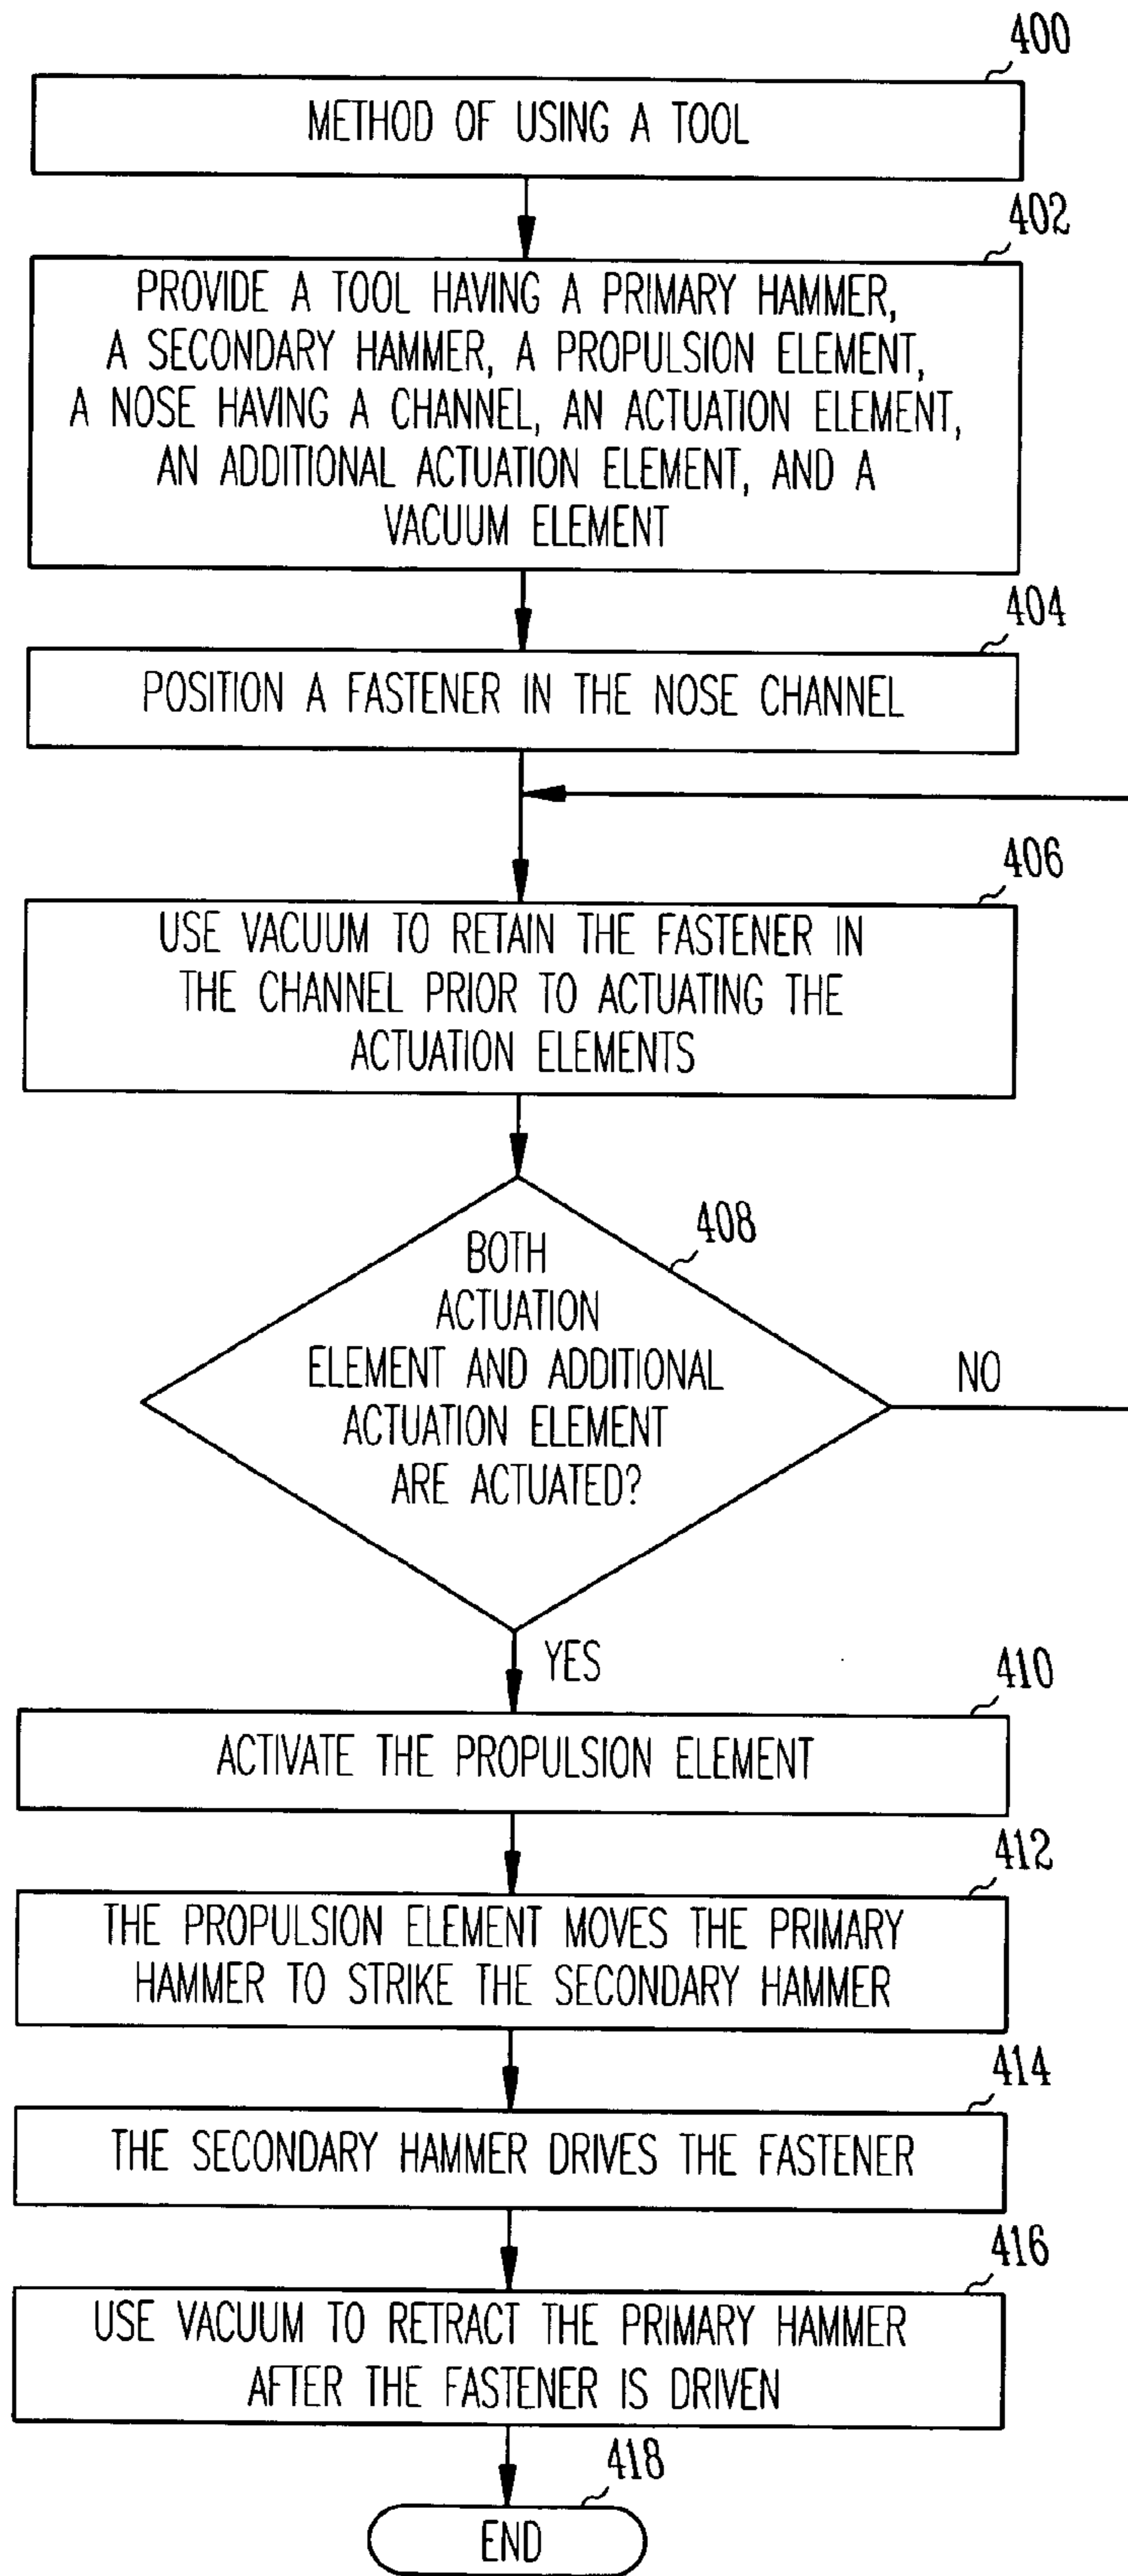 400
METHOD OF USING A TOOL
402
PROVIDE A TOOL HAVING A PRIMARY HAMMER,
A SECONDARY HAMMER, A PROPULSION ELEMENT,
A NOSE HAVING A CHANNEL, AN ACTUATION ELEMENT,
AN ADDITIONAL ACTUATION ELEMENT, AND A
VACUUM ELEMENT
404
POSITION A FASTENER IN THE NOSE CHANNEL
406
USE VACUUM TO RETAIN THE FASTENER IN
THE CHANNEL PRIOR TO ACTUATING THE
ACTUATION ELEMENTS
408
BOTH
ACTUATION
ELEMENT AND ADDITIONAL
ACTUATION ELEMENT
ARE ACTUATED?
NO
YES
410
ACTIVATE THE PROPULSION ELEMENT
412
THE PROPULSION ELEMENT MOVES THE PRIMARY
HAMMER TO STRIKE THE SECONDARY HAMMER
414
THE SECONDARY HAMMER DRIVES THE FASTENER
416
USE VACUUM TO RETRACT THE PRIMARY HAMMER
AFTER THE FASTENER IS DRIVEN
418
END